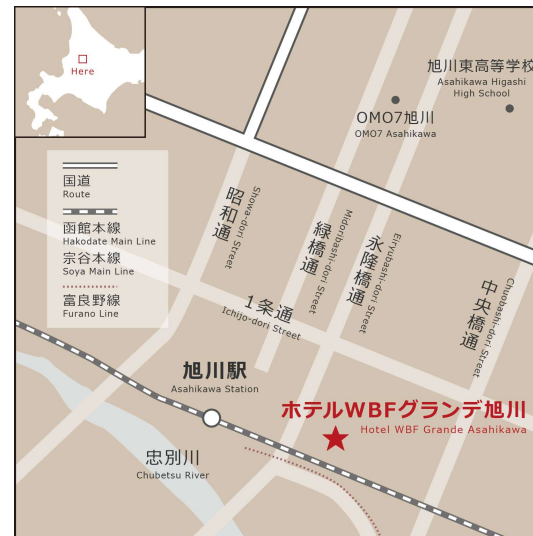 Here
旭川東高等学校
Asahikawa Higashi
High School
OMO7旭川
OMO7 Asahikawa
国道
Route
函館本線
Hakodate Main Line
宗谷本線
Soya Main Line
富良野線
Furano Line
昭和通
Showa-dori Street
緑橋通
Midoribashi-dori Street
永隆橋通
Eiryubashi-dori Street
中央橋通
Chuobashi-dori Street
1条通
Ichijo-dori Street
旭川駅
Asahikawa Station
ホテルWBFグランデ旭川
Hotel WBF Grande Asahikawa
忠別川
Chubetsu River